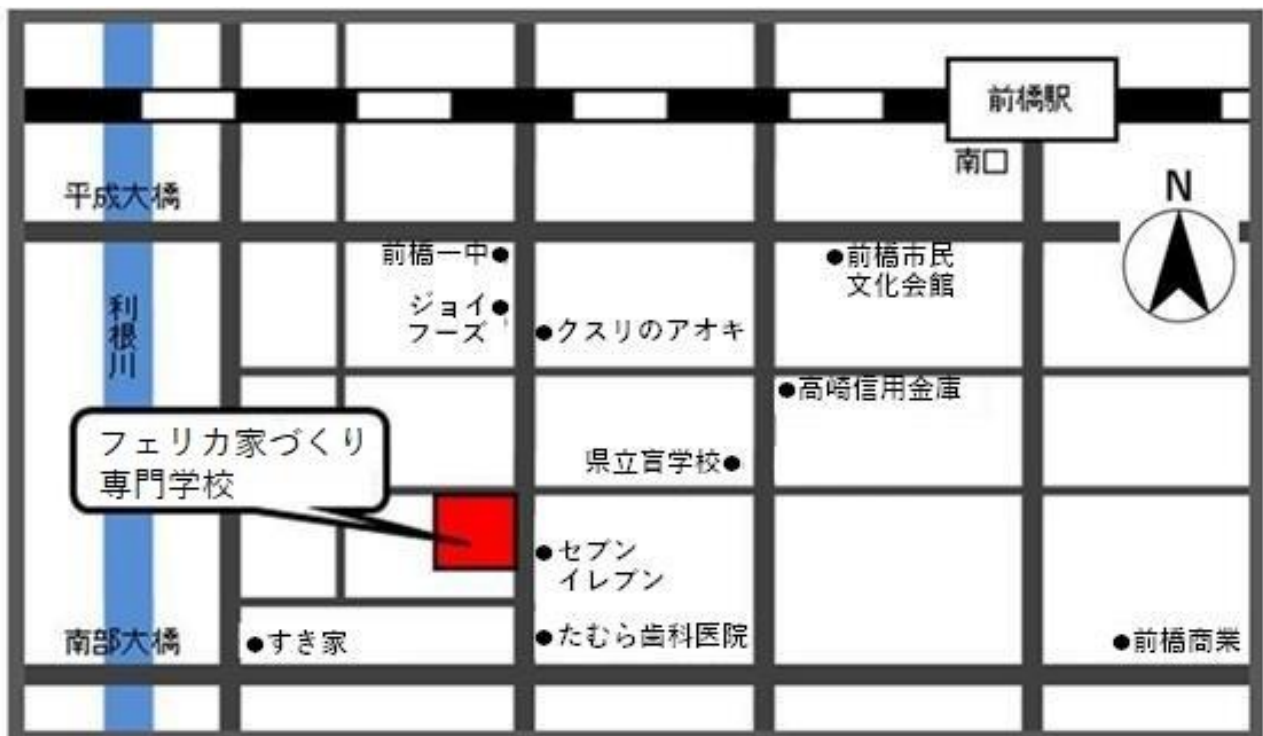 前橋駅
南口
N
平成大橋
前橋一中
前橋市民
文化会館
利根川
ジョイ
フーズ
クスリのアオキ
高崎信用金庫
フェリカ家づくり
専門学校
県立盲学校
セブン
イレブン
南部大橋
すき家
たむら歯科医院
前橋商業